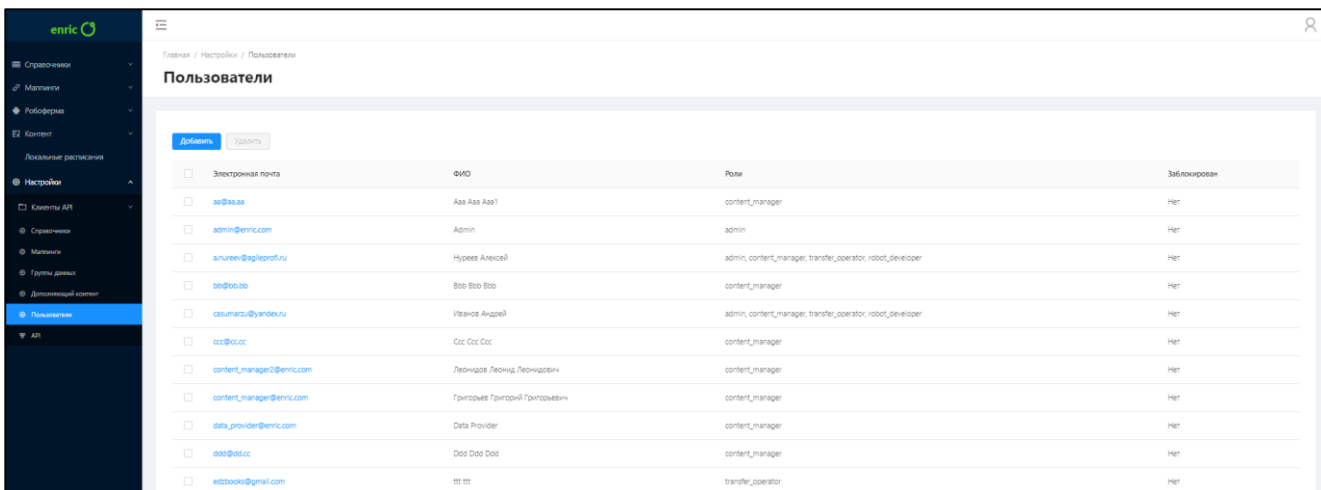 enric
Главная / Настройки / Пользователи
Пользователи
Справочники
Маппинги
Робоферма
Контент
Локальные расписания
Настройки
Клиенты API
Справочники
Маппинги
Группы данных
Дополняющий контент
Пользователи
API
Добавить Удалить
Электронная почта ФИО Роли Заблокирован
aa@aa.aa Aaa Aaa Aaa1 content_manager Нет
admin@enric.com Admin admin Нет
a.nureev@agileprofi.ru Нуреев Алексей admin, content_manager, transfer_operator, robot_developer Нет
bb@bb.bb Bbb Bbb Bbb content_manager Нет
casumarzu@yandex.ru Иванов Андрей admin, content_manager, transfer_operator, robot_developer Нет
ccc@cc.cc Ccc Ccc Ccc content_manager Нет
content_manager2@enric.com Леонидов Леонид Леонидович content_manager Нет
content_manager@enric.com Григорьев Григорий Григорьевич content_manager Нет
data_provider@enric.com Data Provider content_manager Нет
ddd@dd.cc Ddd Ddd Ddd content_manager Нет
edzbooks@gmail.com ttt ttt transfer_operator Нет